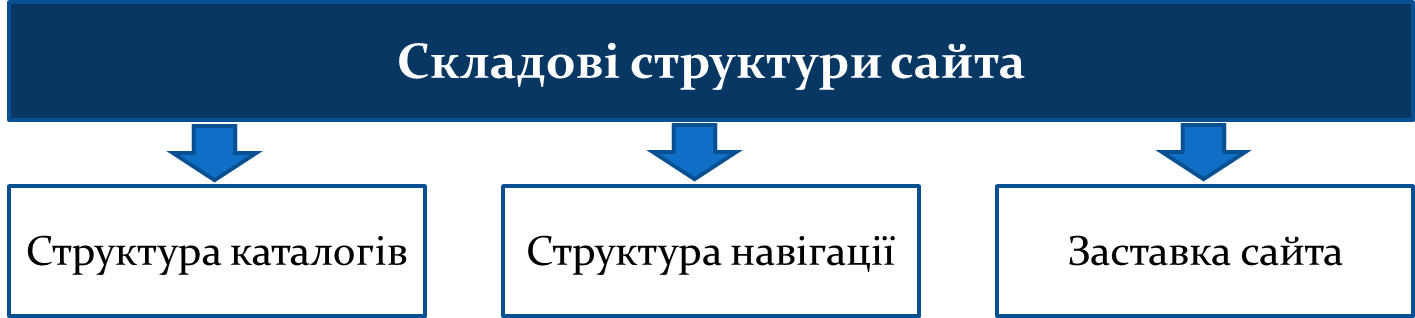 Складові структури сайта
Структура каталогів
Структура навігації
Заставка сайта